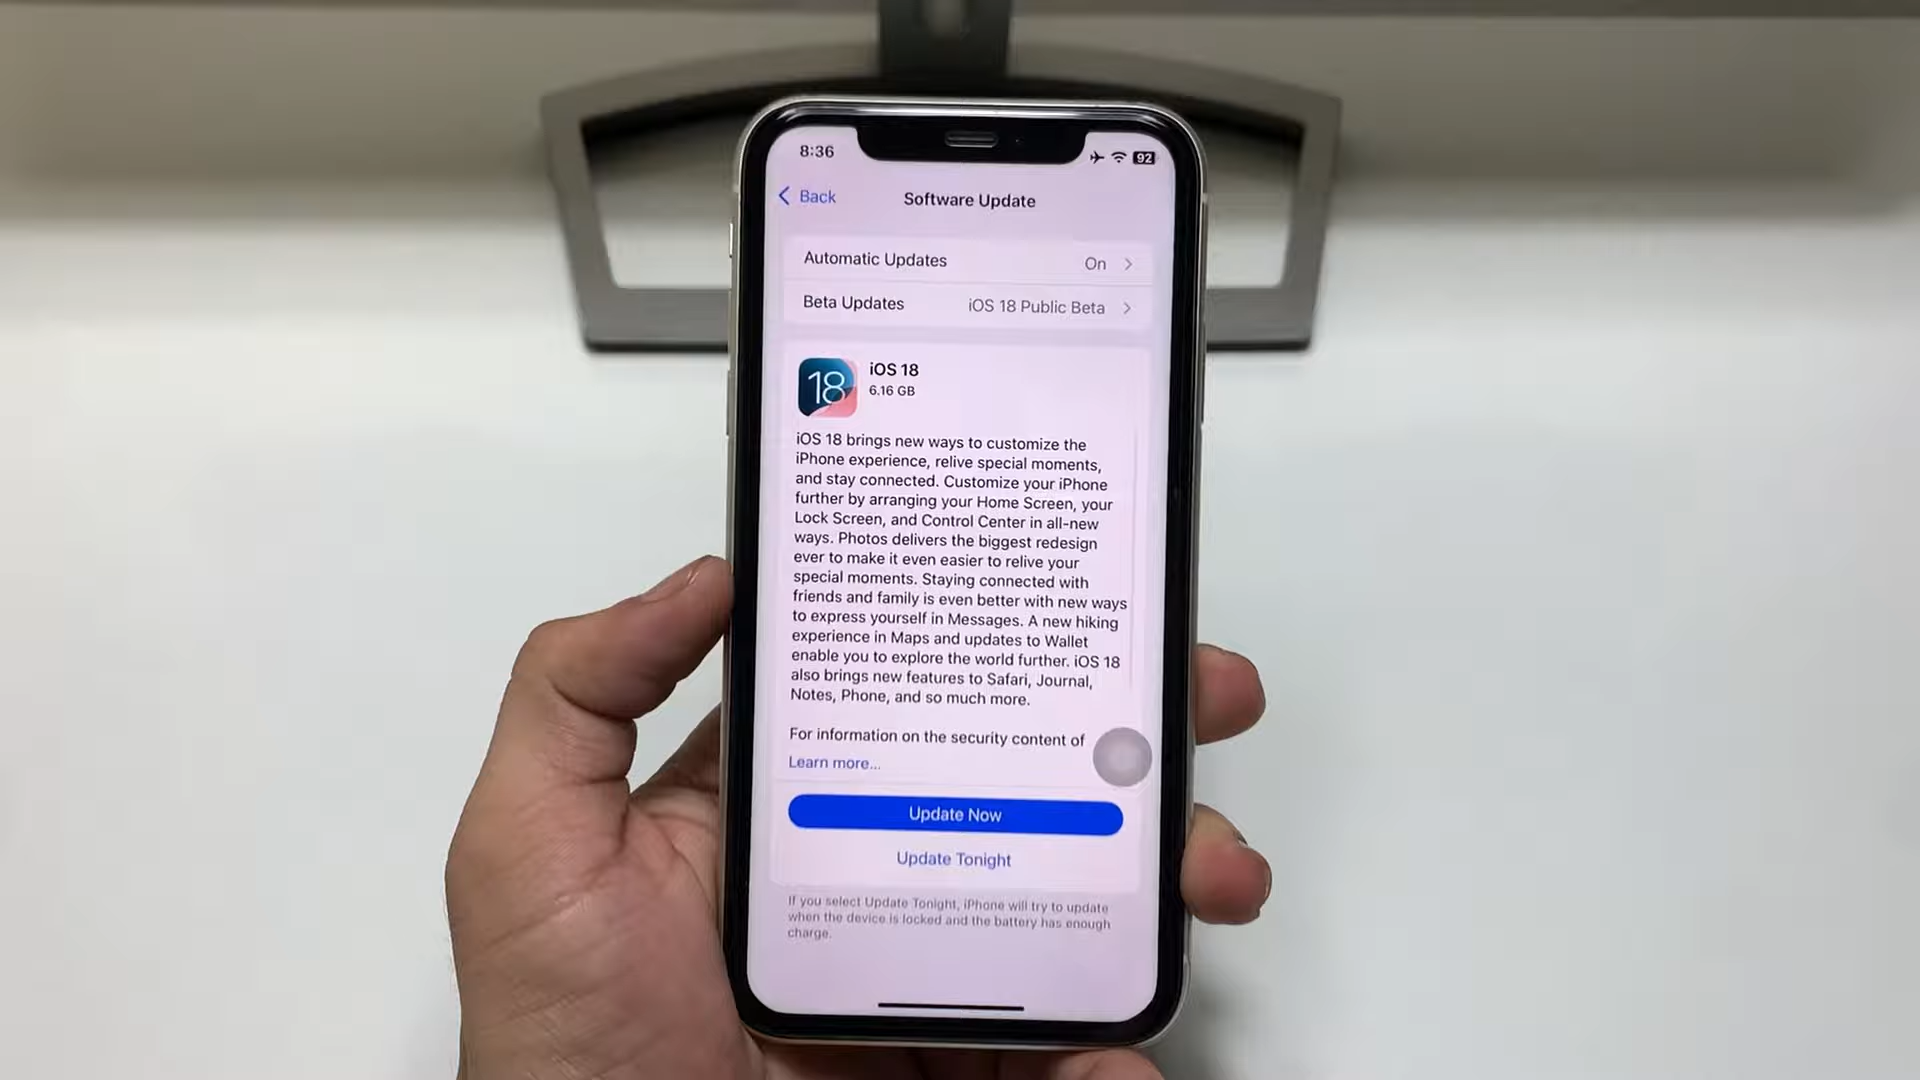 8:36
92
Back
Software Update
Automatic Updates On
Beta Updates iOS 18 Public Beta
18
iOS 18
6.16 GB
iOS 18 brings new ways to customize the
iPhone experience, relive special moments,
and stay connected. Customize your iPhone
further by arranging your Home Screen, your
Lock Screen, and Control Center in all-new
ways. Photos delivers the biggest redesign
ever to make it even easier to relive your
special moments. Staying connected with
friends and family is even better with new ways
to express yourself in Messages. A new hiking
experience in Maps and updates to Wallet
enable you to explore the world further. iOS 18
also brings new features to Safari, Journal,
Notes, Phone, and so much more.
For information on the security content of
Learn more...
Update Now
Update Tonight
If you select Update Tonight, iPhone will try to update
when the device is locked and the battery has enough
charge.